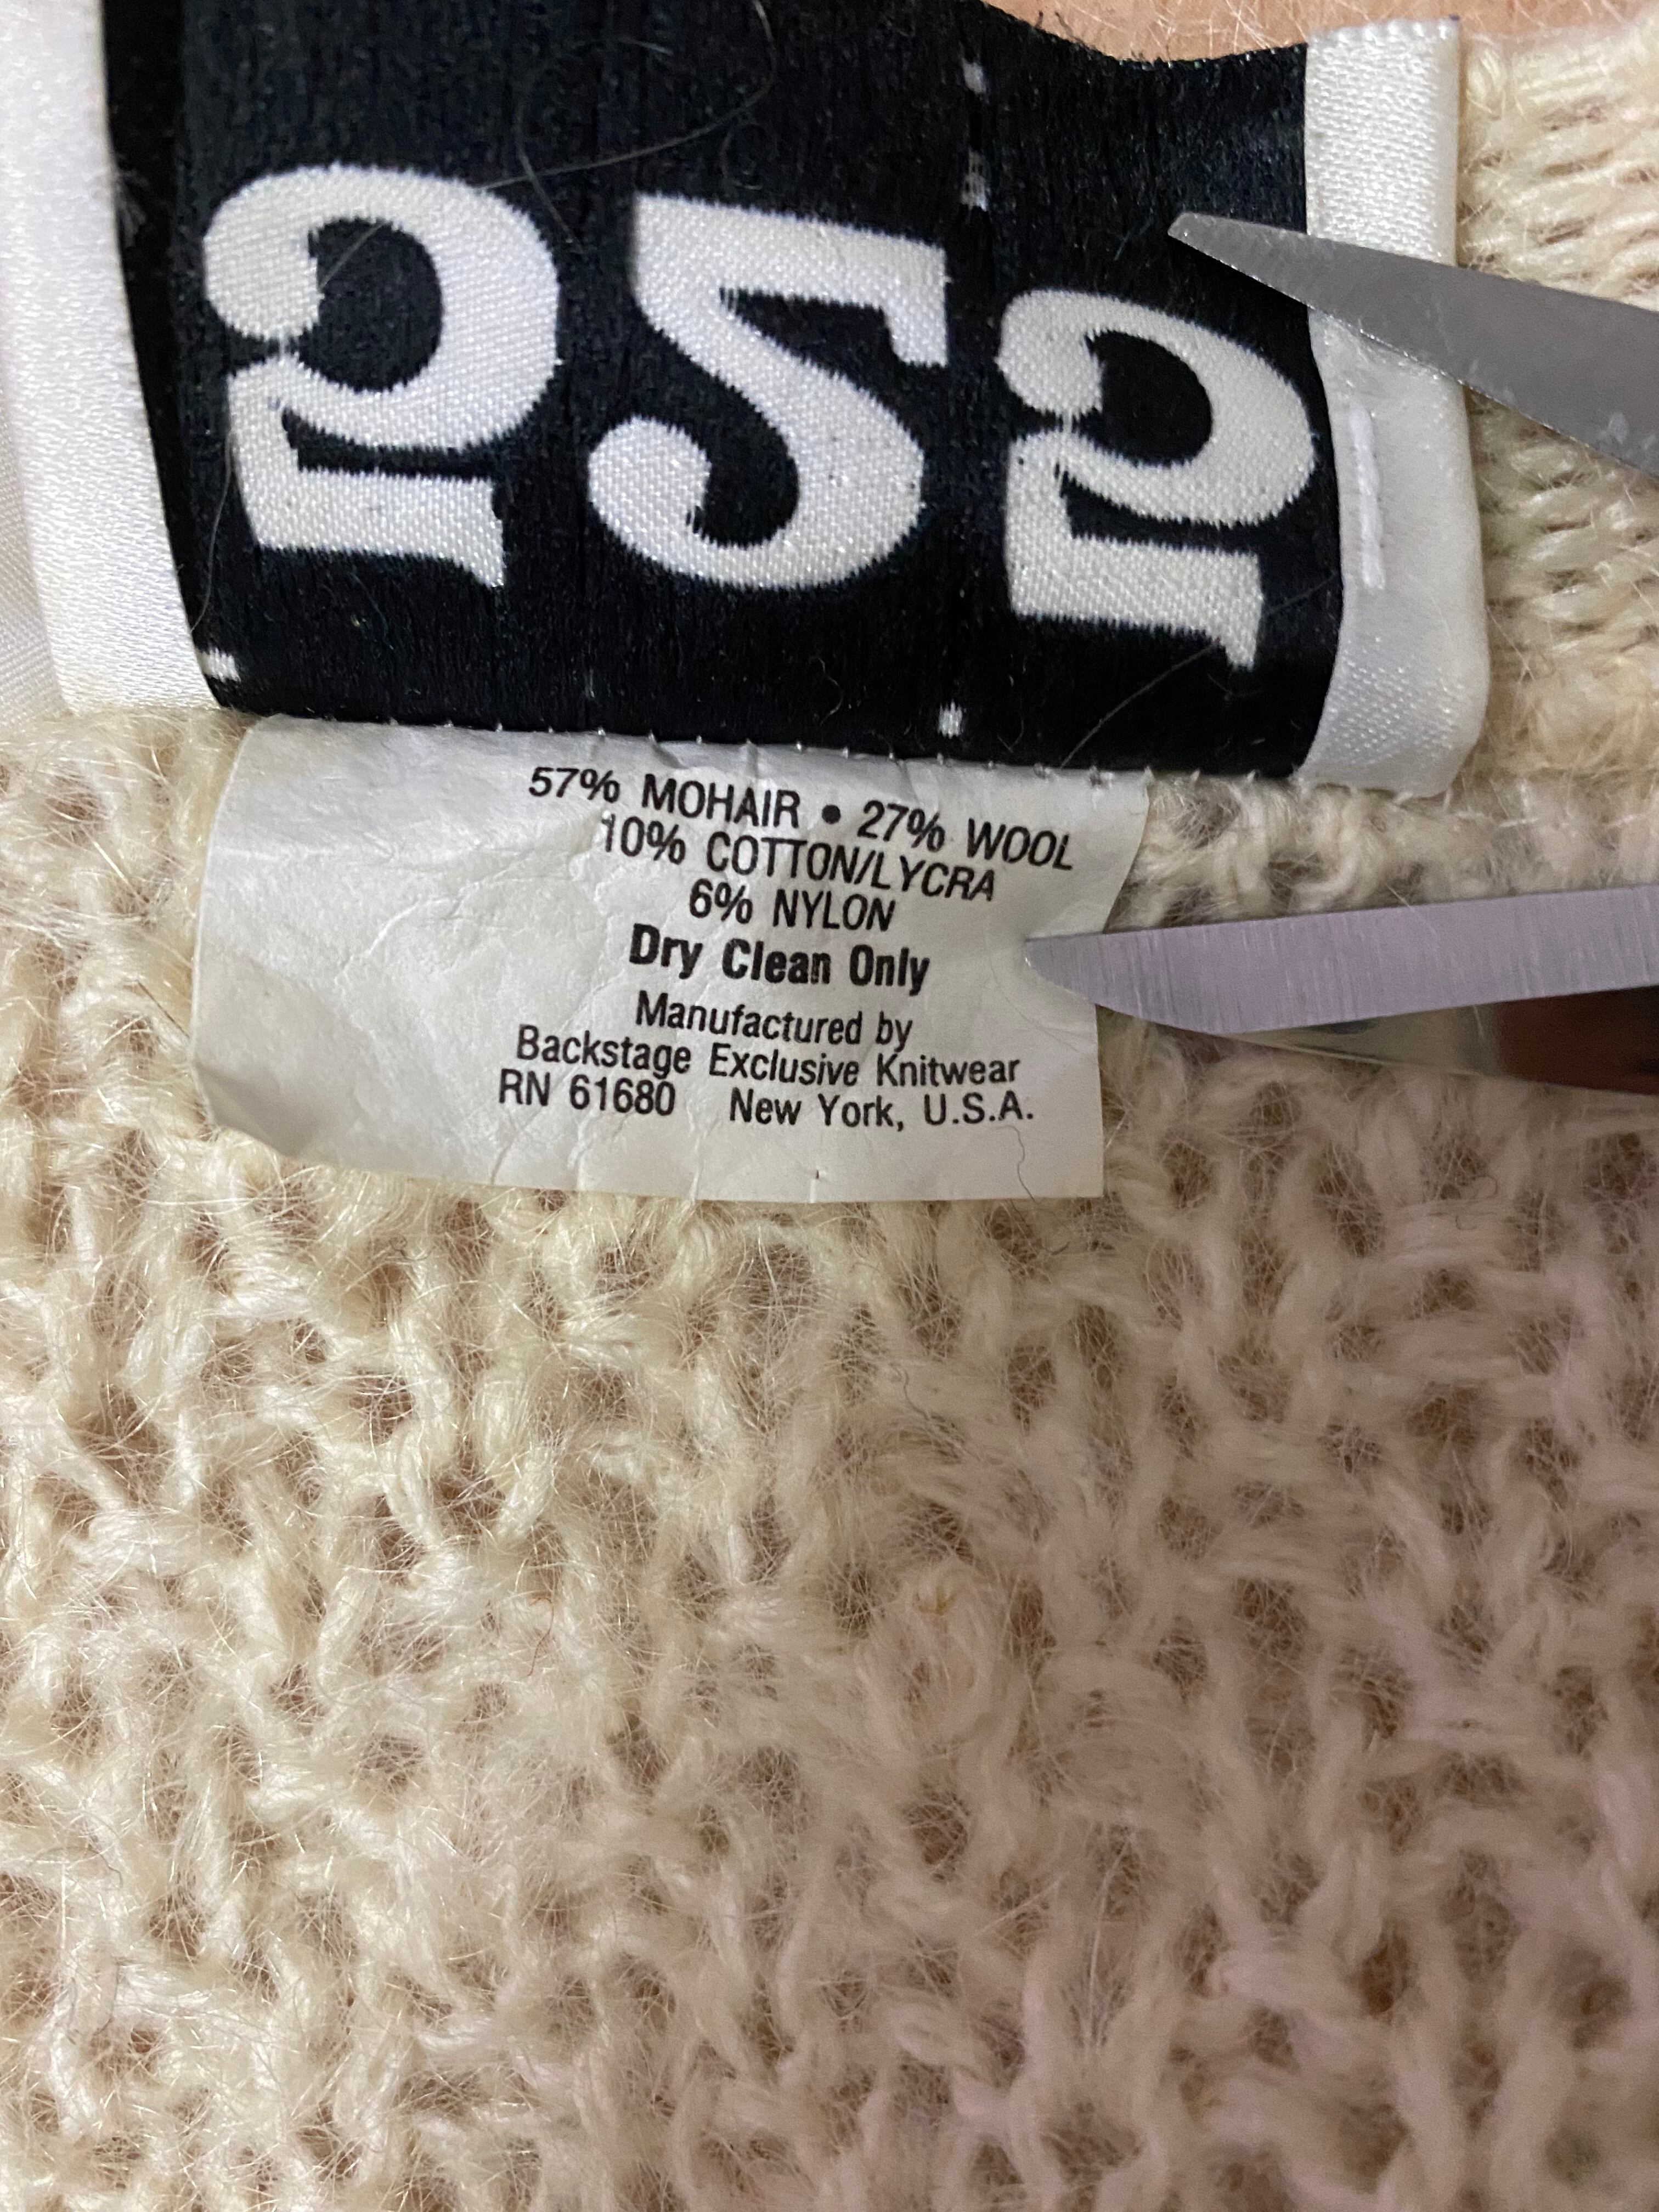 525
57% MOHAIR • 27% WOOL
10% COTTON/LYCRA
6% NYLON
Dry Clean Only
Manufactured by
Backstage Exclusive Knitwear
RN 61680 New York, U.S.A.